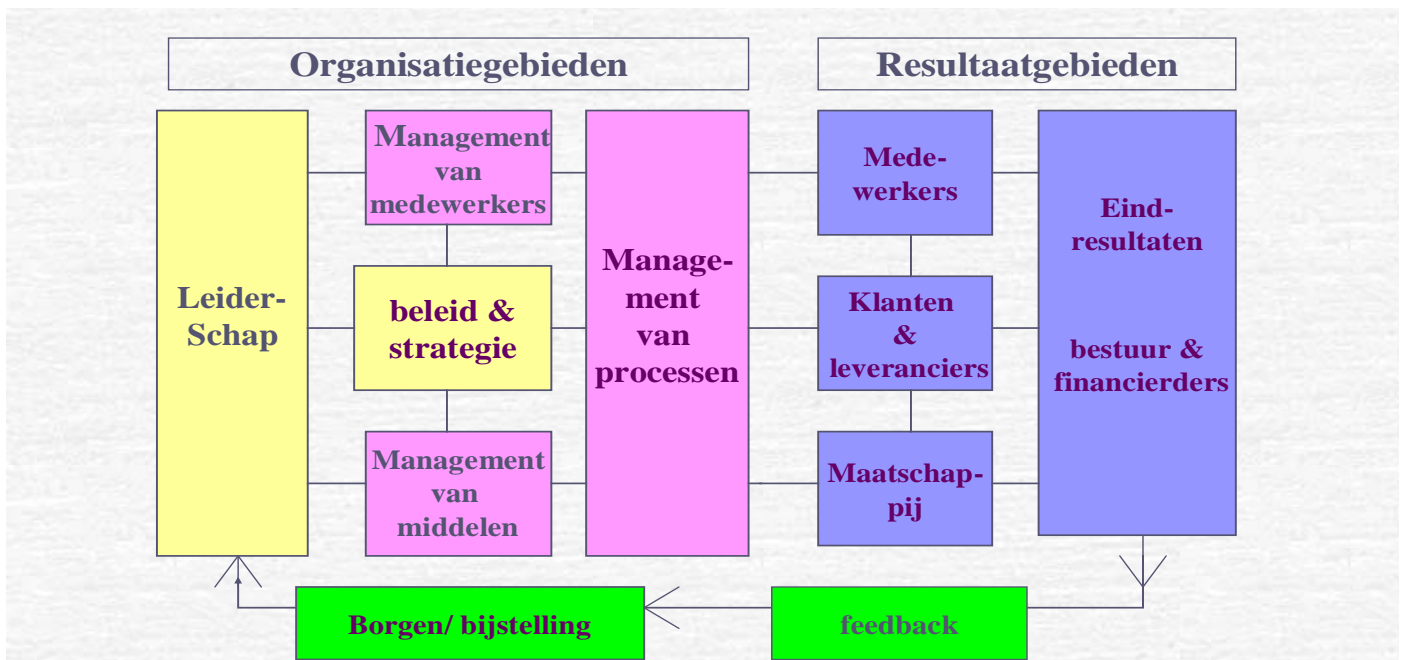 Organisatiegebieden
Resultaatgebieden
Leider-
Schap
Management
van
medewerkers
beleid &
strategie
Management
van
middelen
Manage-
ment
van
processen
Mede-
werkers
Klanten
&
leveranciers
Maatschap-
pij
Eind-
resultaten
bestuur &
financierders
Borgen/ bijstelling
feedback